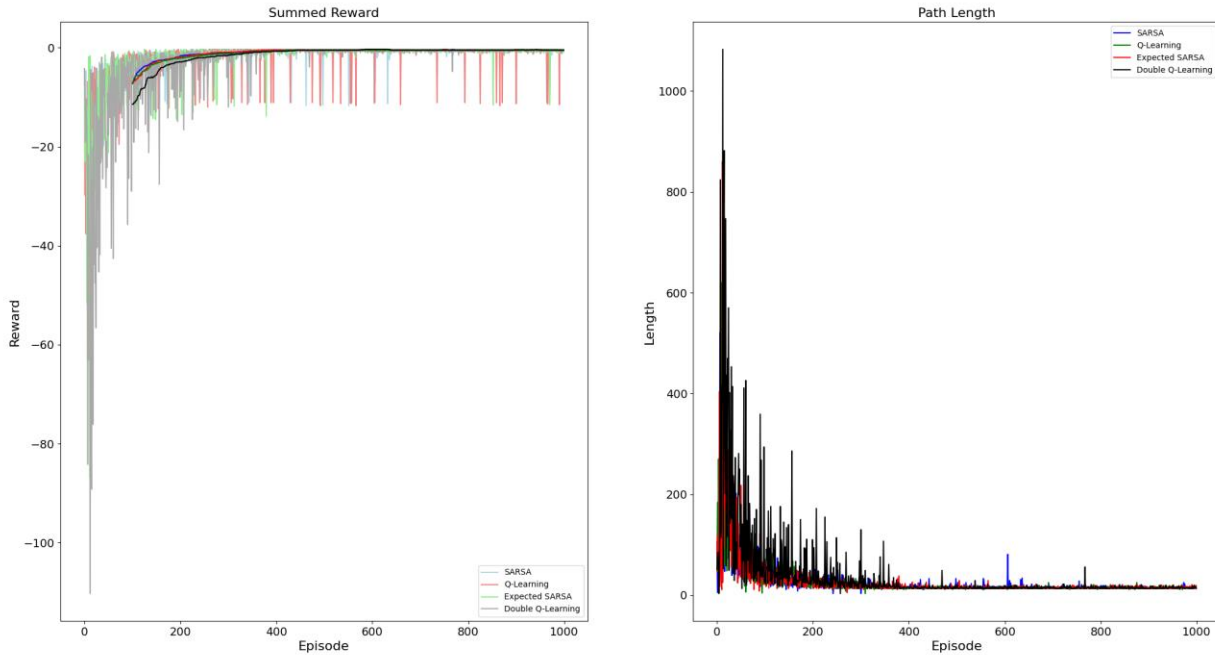 Summed Reward
Reward
0
−20
−40
−60
−80
−100
0
200
400
600
800
1000
Episode
SARSA
Q-Learning
Expected SARSA
Double Q-Learning
Path Length
Length
1000
800
600
400
200
0
0
200
400
600
800
1000
Episode
SARSA
Q-Learning
Expected SARSA
Double Q-Learning